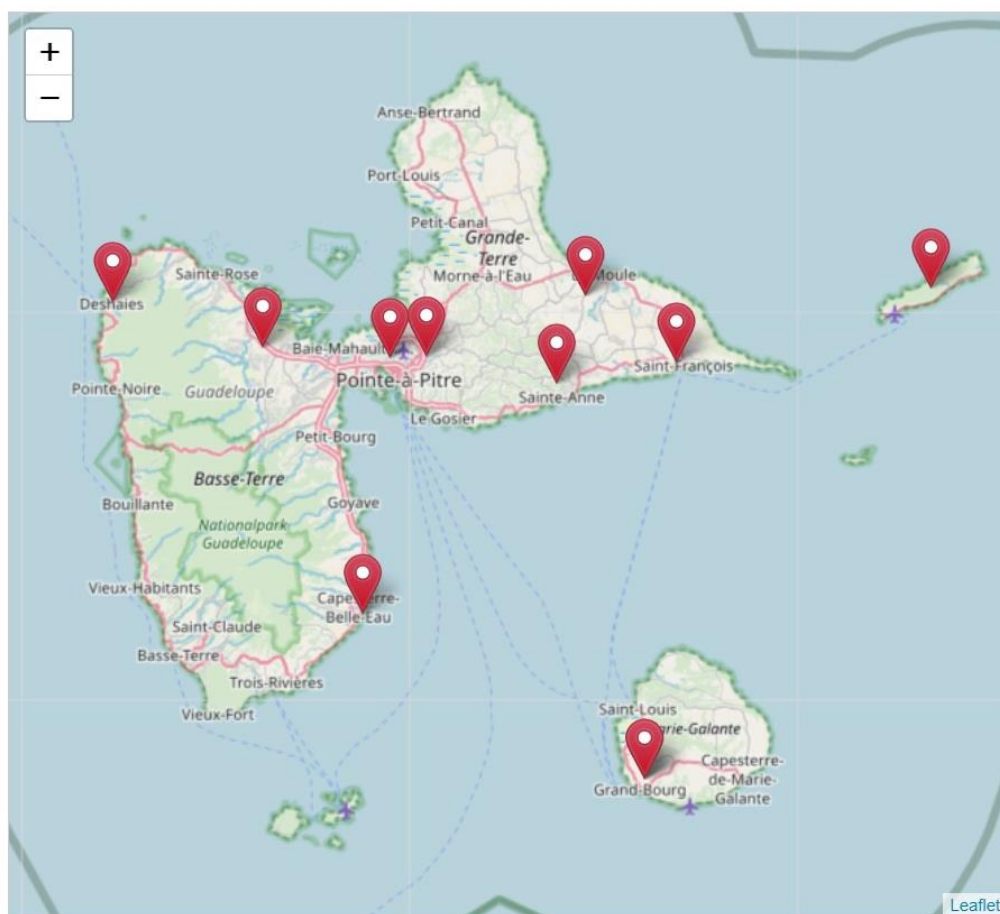 +
−
Anse-Bertrand
Port-Louis
Petit-Canal
Grande-
Terre
Morne-à-l'Eau
Moule
Sainte-Rose
Deshaies
Baie-Mahault
Pointe-à-Pitre
Saint-François
Sainte-Anne
Le Gosier
Pointe-Noire
Guadeloupe
Petit-Bourg
Basse-Terre
Bouillante
Goyave
Nationalpark
Guadeloupe
Vieux-Habitants
Belle-Eau
Saint-Claude
Basse-Terre
Trois-Rivières
Vieux-Fort
Saint-Louis
arie-Galante
Capesterre-
de-Marie-
Galante
Grand-Bourg
Leaflet